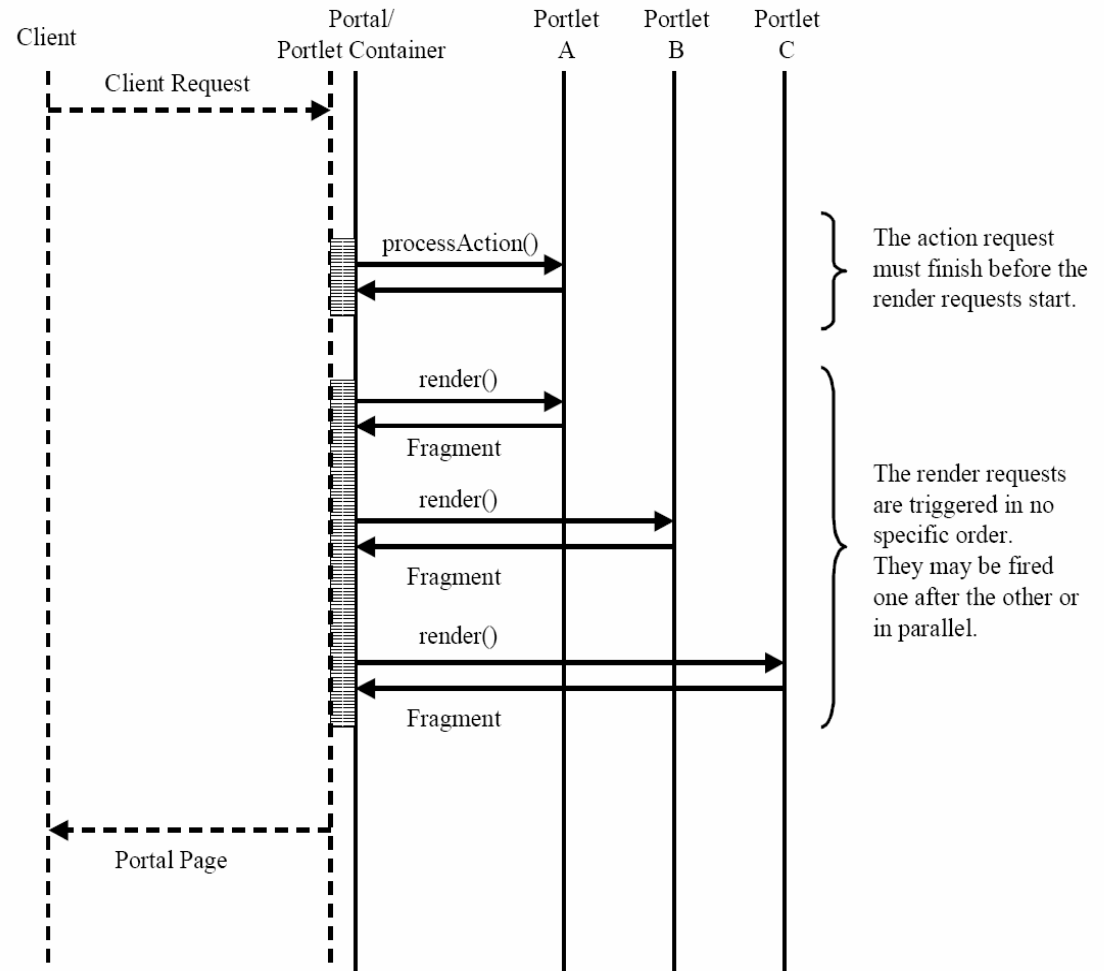 Client
Portal/
Portlet Container
Portlet
A
Portlet
B
Portlet
C
Client Request
processAction()
The action request
must finish before the
render requests start.
render()
Fragment
render()
Fragment
render()
Fragment
The render requests
are triggered in no
specific order.
They may be fired
one after the other or
in parallel.
Portal Page